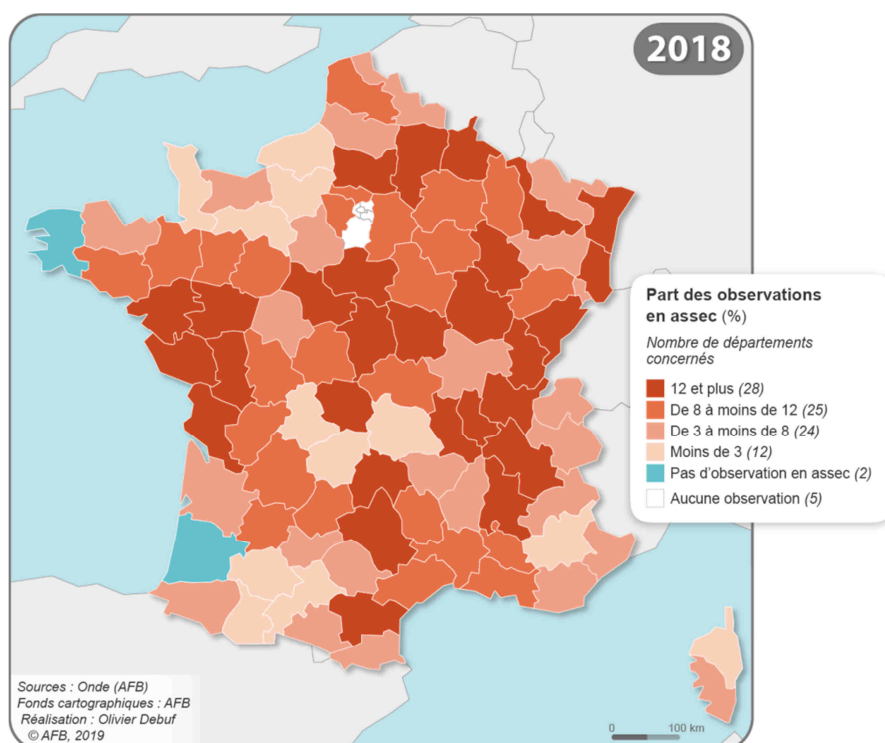 2018
Part des observations
en assec (%)
Nombre de départements
concernés
12 et plus (28)
De 8 à moins de 12 (25)
De 3 à moins de 8 (24)
Moins de 3 (12)
Pas d'observation en assec (2)
Aucune observation (5)
Sources : Onde (AFB)
Fonds cartographiques : AFB
Réalisation : Olivier Debuf
© AFB, 2019
0 100 km